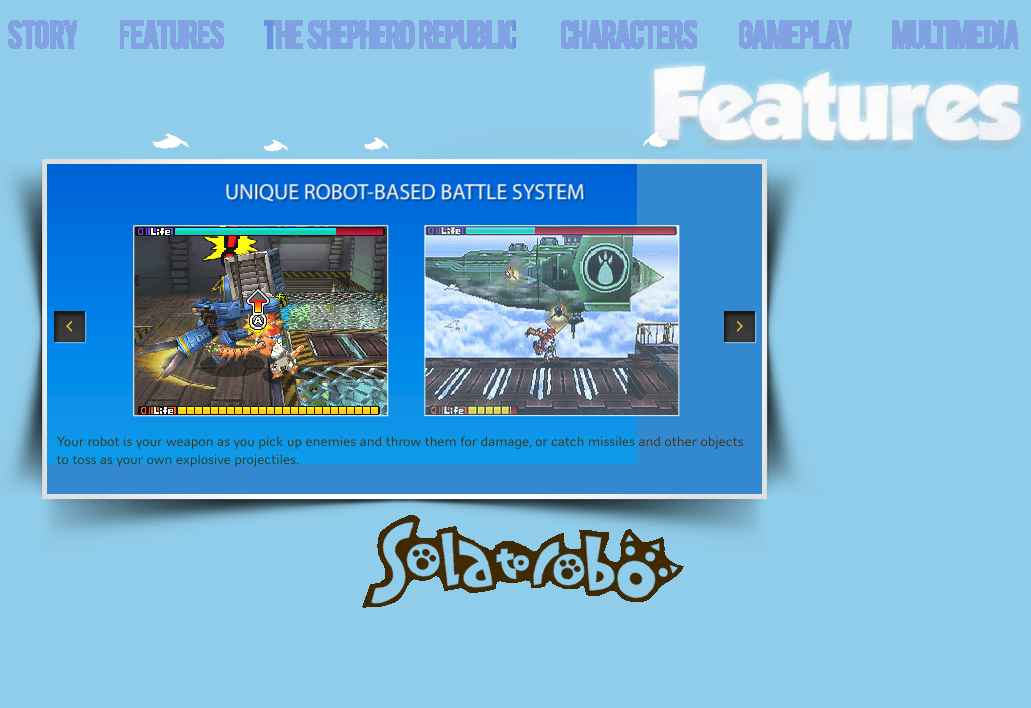 STORY FEATURES THE SHEPHERD REPUBLIC CHARACTERS GAMEPLAY MULTIMEDIA
Features
UNIQUE ROBOT-BASED BATTLE SYSTEM
Life Life
A
Life Life
Your robot is your weapon as you pick up enemies and throw them for damage, or catch missiles and other objects
to toss as your own explosive projectiles.
Solatorobo